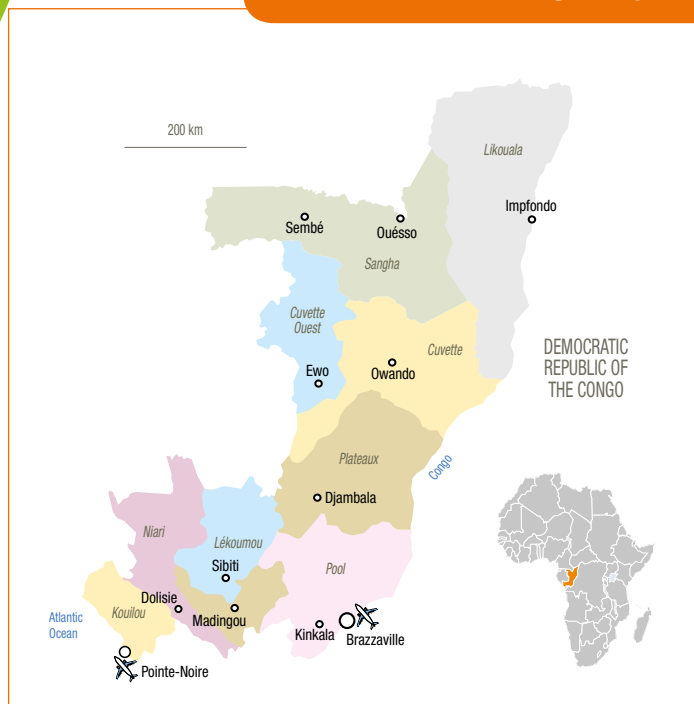 200 km
Likouala
Impfondo
Sembé
Ouésso
Sangha
Cuvette
Ouest
Cuvette
DEMOCRATIC
REPUBLIC OF
THE CONGO
Ewo
Owando
Plateaux
Congo
Djambala
Niari
Lékoumou
Sibiti
Pool
Dolisie
Kouilou
Madingou
Atlantic
Ocean
Kinkala
Brazzaville
Pointe-Noire